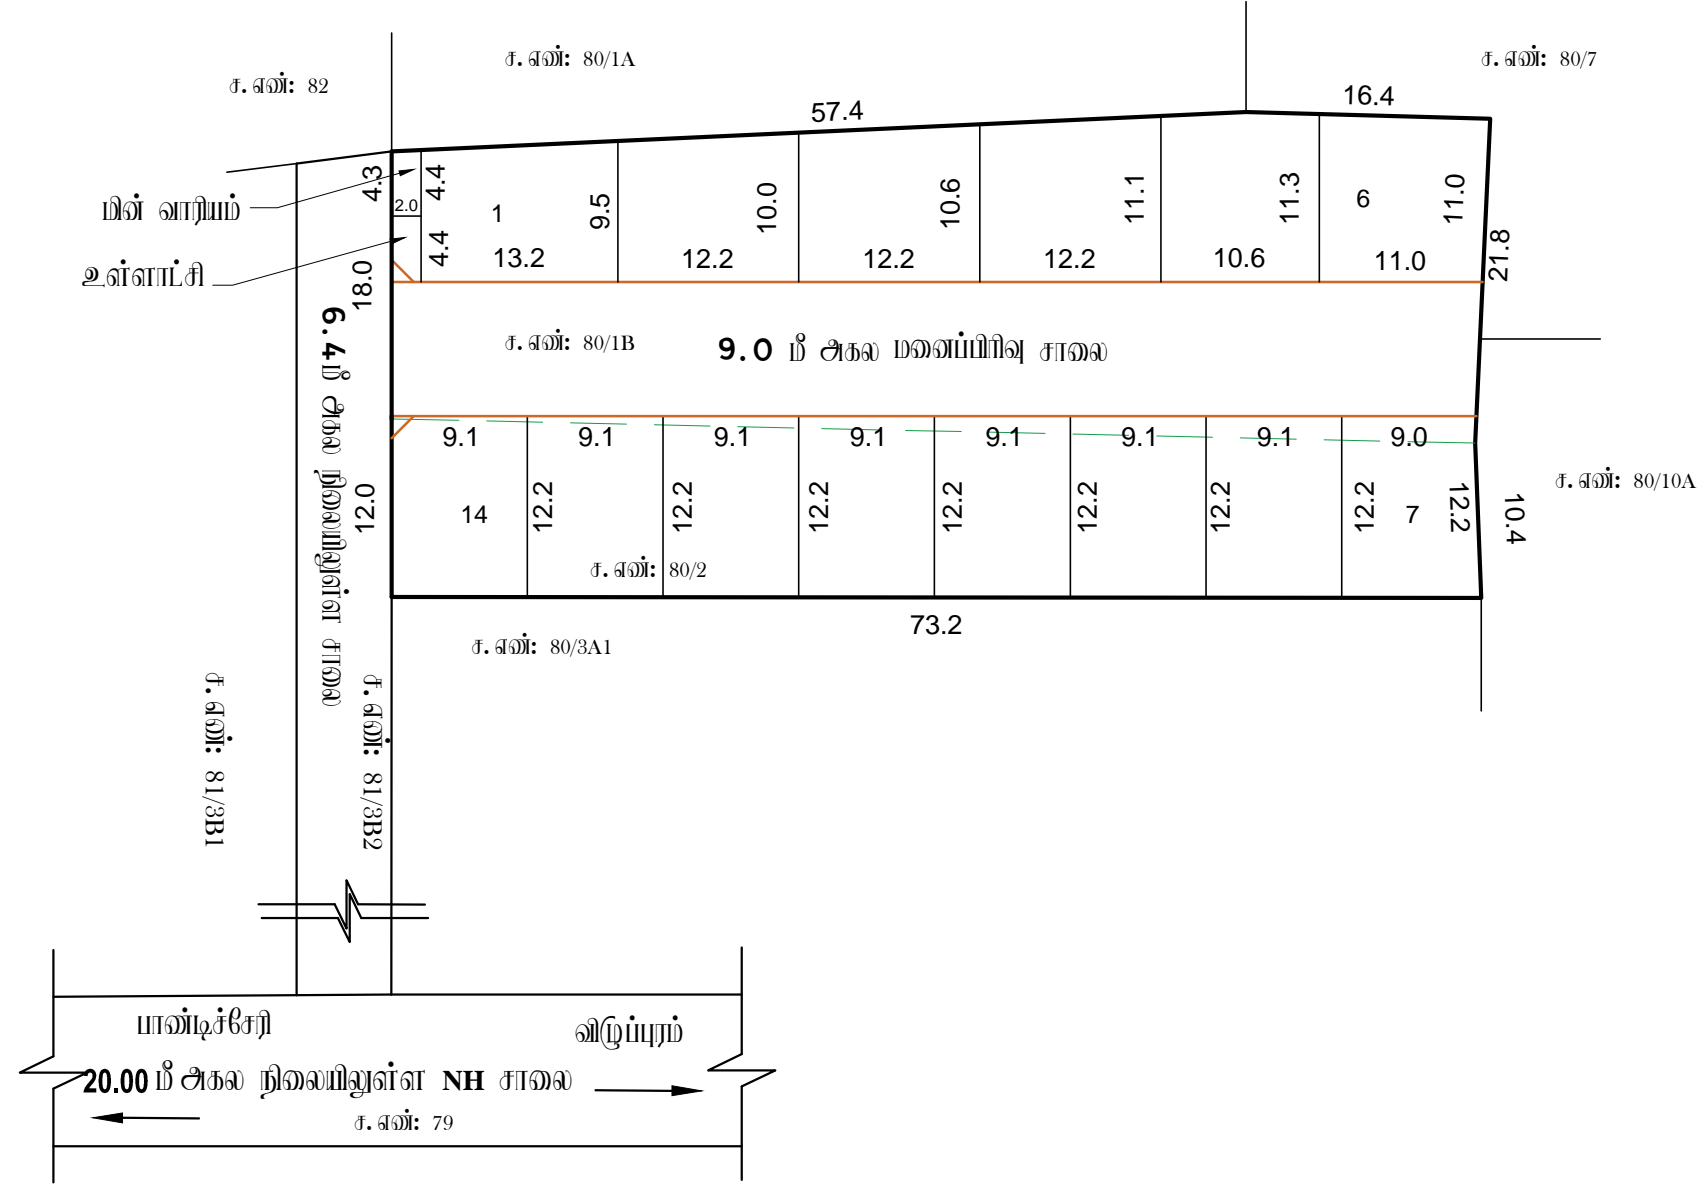 ச. எண்: 80/1A
ச. எண்: 80/7
ச. எண்: 82
57.4
16.4
4.3
4.4
மின் வாரியம்
2.0
1
9.5
10.0
10.6
11.1
11.3
6
11.0
4.4
13.2
12.2
12.2
12.2
10.6
11.0
21.8
உள்ளாட்சி
18.0
6.4மீ அகல நிலையிலுள்ள சாலை
ச. எண்: 80/1B
9.0 மீ அகல மனைப்பிரிவு சாலை
9.1
9.1
9.1
9.1
9.1
9.1
9.1
9.0
12.0
14
12.2
12.2
12.2
12.2
12.2
12.2
12.2
7
12.2
10.4
ச. எண்: 80/10A
ச. எண்: 80/2
73.2
ச. எண்: 80/3A1
ச. எண்: 81/3B1
ச. எண்: 81/3B2
பாண்டிச்சேரி
விழுப்புரம்
20.00 மீ அகல நிலையிலுள்ள NH சாலை
ச. எண்: 79